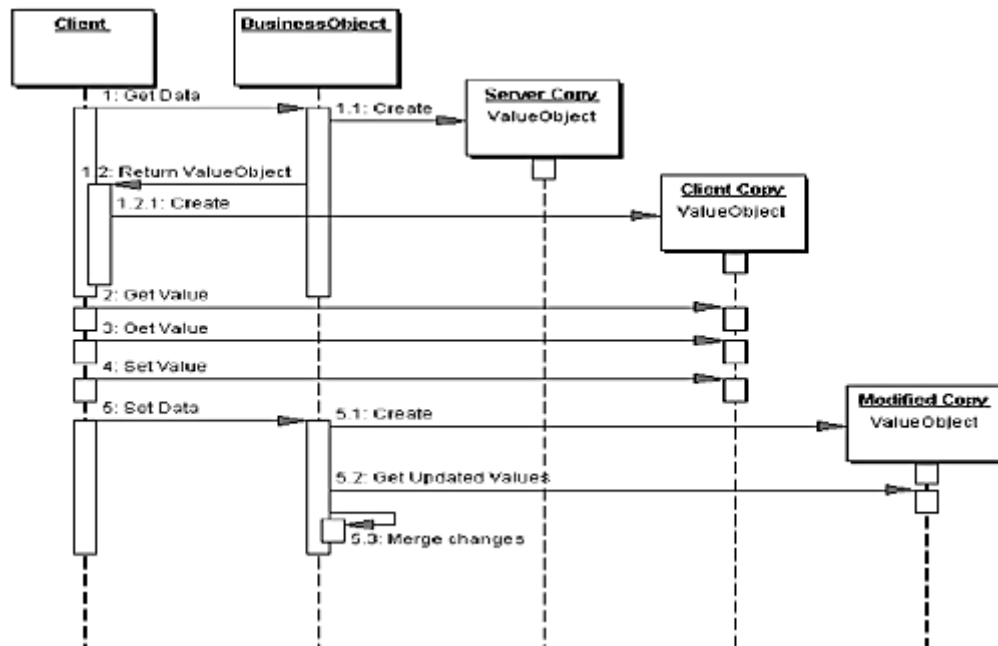 Client
BusinessObject
1: Get Data
1.1: Create
Server Copy
ValueObject
1.2: Return ValueObject
1.2.1: Create
Client Copy
ValueObject
2: Get Value
3: Get Value
4: Set Value
5: Set Data
5.1: Create
Modified Copy
ValueObject
5.2: Get Updated Values
5.3: Merge changes